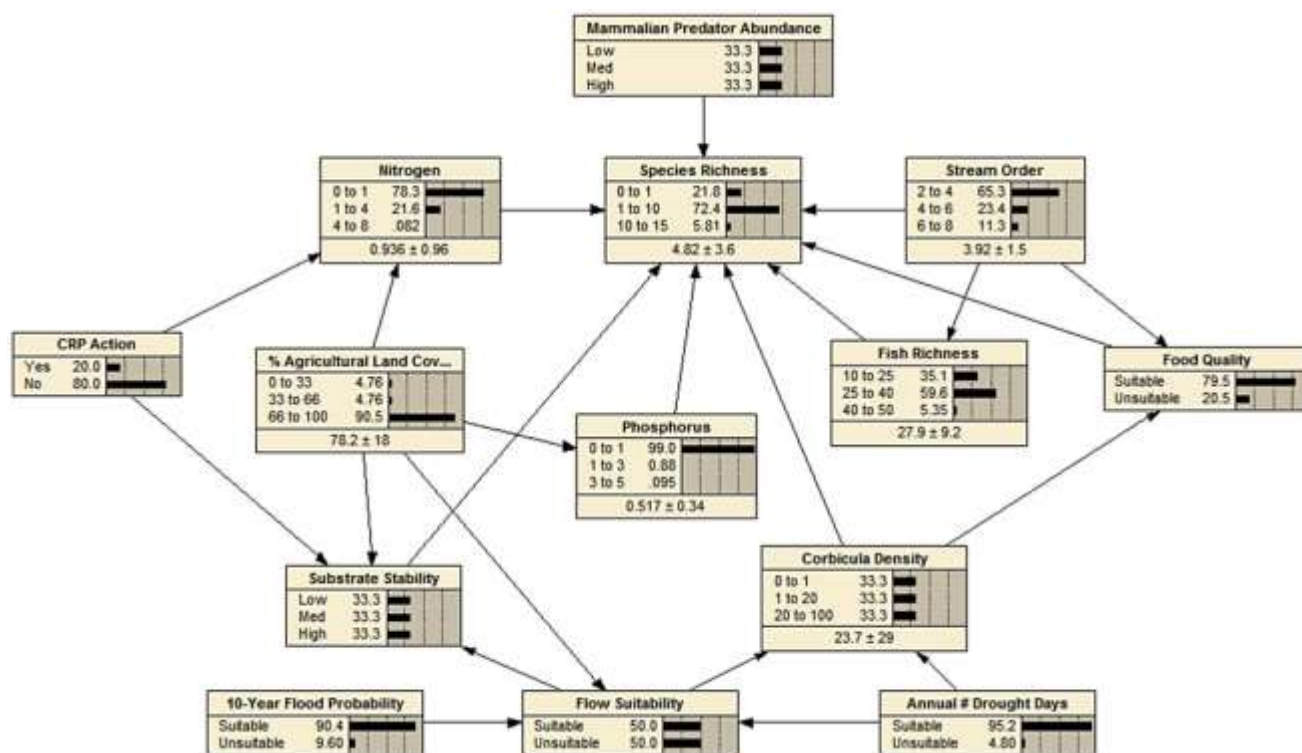 Mammalian Predator Abundance
Low 33.3
Med 33.3
High 33.3
Nitrogen
0 to 1 78.3
1 to 4 21.6
4 to 8 .082
0.936 ± 0.96
Species Richness
0 to 1 21.8
1 to 10 72.4
10 to 15 5.81
4.82 ± 3.6
Stream Order
2 to 4 65.3
4 to 6 23.4
6 to 8 11.3
3.92 ± 1.5
CRP Action
Yes 20.0
No 80.0
% Agricultural Land Cov...
0 to 33 4.76
33 to 66 4.76
66 to 100 90.5
78.2 ± 18
Fish Richness
10 to 25 35.1
25 to 40 59.6
40 to 50 5.35
27.9 ± 9.2
Food Quality
Suitable 79.5
Unsuitable 20.5
Phosphorus
0 to 1 99.0
1 to 3 0.88
3 to 5 .095
0.517 ± 0.34
Substrate Stability
Low 33.3
Med 33.3
High 33.3
Corbicula Density
0 to 1 33.3
1 to 20 33.3
20 to 100 33.3
23.7 ± 29
10-Year Flood Probability
Suitable 90.4
Unsuitable 9.60
Flow Suitability
Suitable 50.0
Unsuitable 50.0
Annual # Drought Days
Suitable 95.2
Unsuitable 4.80